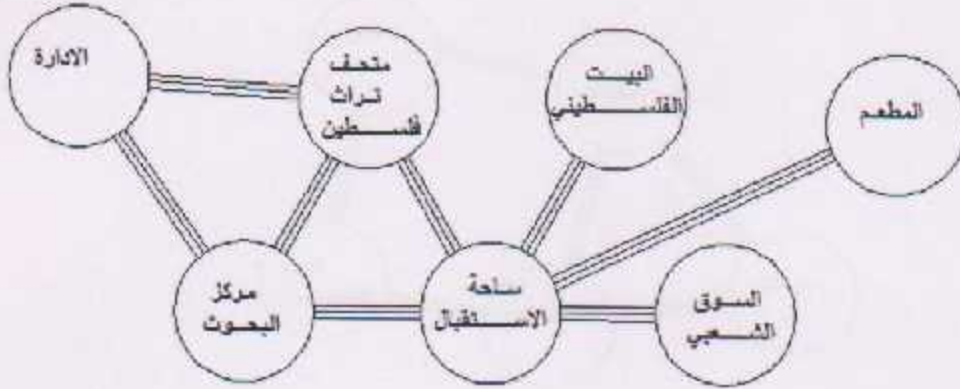 الادارة
متحف
تراث
فلسطين
البيت
الفلسطيني
المطعم
مركز
البحوث
ساحة
الاستقبال
السوق
الشعبي